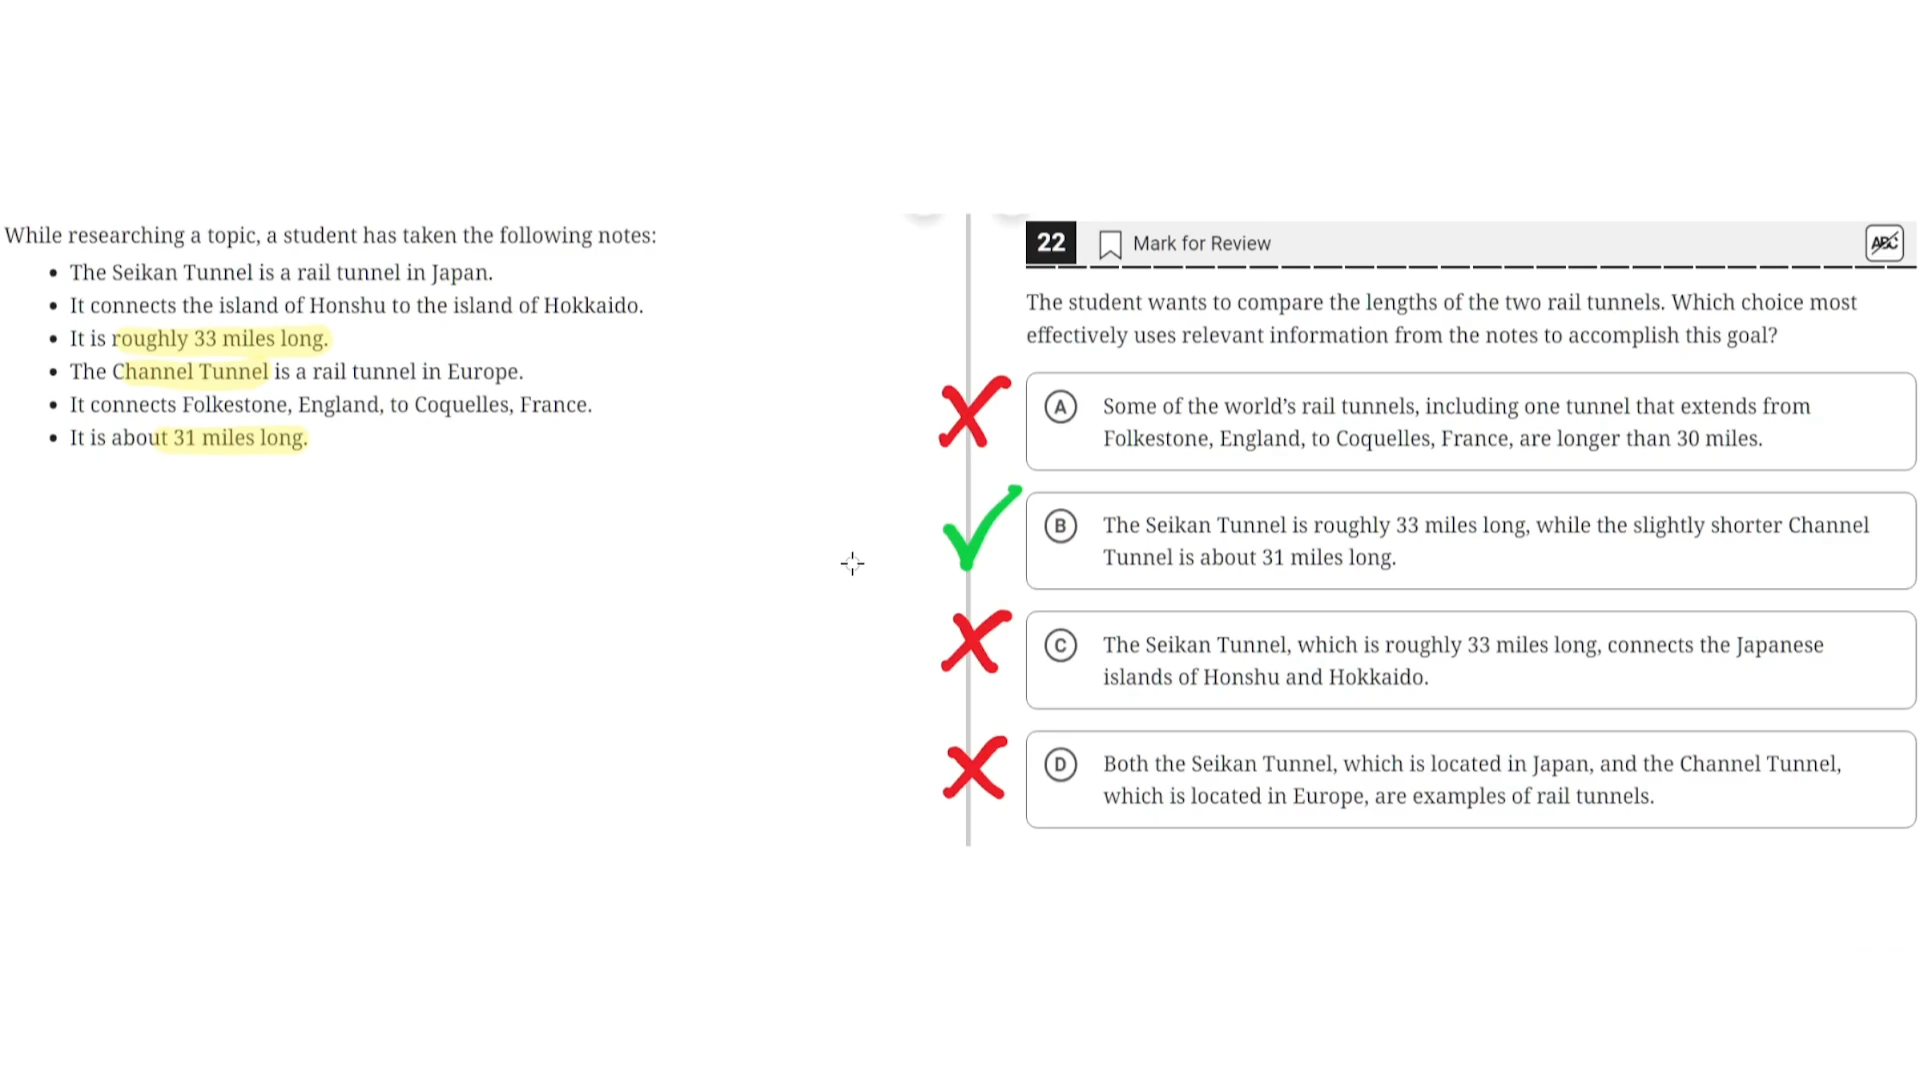 While researching a topic, a student has taken the following notes:
• The Seikan Tunnel is a rail tunnel in Japan.
• It connects the island of Honshu to the island of Hokkaido.
• It is roughly 33 miles long.
• The Channel Tunnel is a rail tunnel in Europe.
• It connects Folkestone, England, to Coquelles, France.
• It is about 31 miles long.
22 Mark for Review ABC
The student wants to compare the lengths of the two rail tunnels. Which choice most
effectively uses relevant information from the notes to accomplish this goal?
A Some of the world’s rail tunnels, including one tunnel that extends from
Folkestone, England, to Coquelles, France, are longer than 30 miles.
B The Seikan Tunnel is roughly 33 miles long, while the slightly shorter Channel
Tunnel is about 31 miles long.
C The Seikan Tunnel, which is roughly 33 miles long, connects the Japanese
islands of Honshu and Hokkaido.
D Both the Seikan Tunnel, which is located in Japan, and the Channel Tunnel,
which is located in Europe, are examples of rail tunnels.